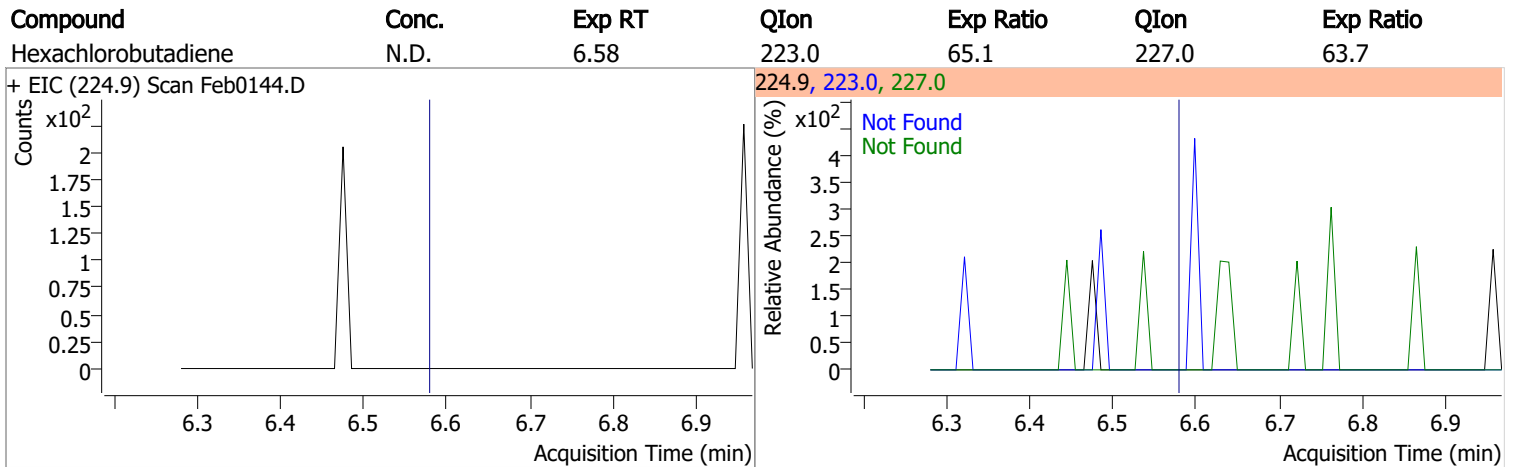 Compound Conc. Exp RT QIon Exp Ratio QIon Exp Ratio
Hexachlorobutadiene N.D. 6.58 223.0 65.1 227.0 63.7
+ EIC (224.9) Scan Feb0144.D
Counts
x10²
2
1.75
1.5
1.25
1
0.75
0.5
0.25
0
6.3 6.4 6.5 6.6 6.7 6.8 6.9
Acquisition Time (min)
224.9, 223.0, 227.0
Relative Abundance (%)
x10²
Not Found
Not Found
4
3.5
3
2.5
2
1.5
1
0.5
0
6.3 6.4 6.5 6.6 6.7 6.8 6.9
Acquisition Time (min)